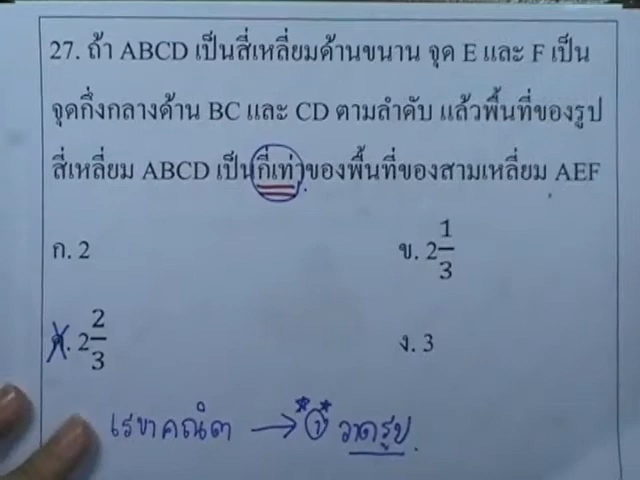 27. ถ้า ABCD เป็นสี่เหลี่ยมด้านขนาน จุด E และ F เป็น
จุดกึ่งกลางด้าน BC และ CD ตามลำดับ แล้วพื้นที่ของรูป
สี่เหลี่ยม ABCD เป็นกี่เท่าของพื้นที่ของสามเหลี่ยม AEF
ก. 2 ข. 2 1/3
ค. 2 2/3 ง. 3
เรขาคณิต → * ① * วาดรูป.